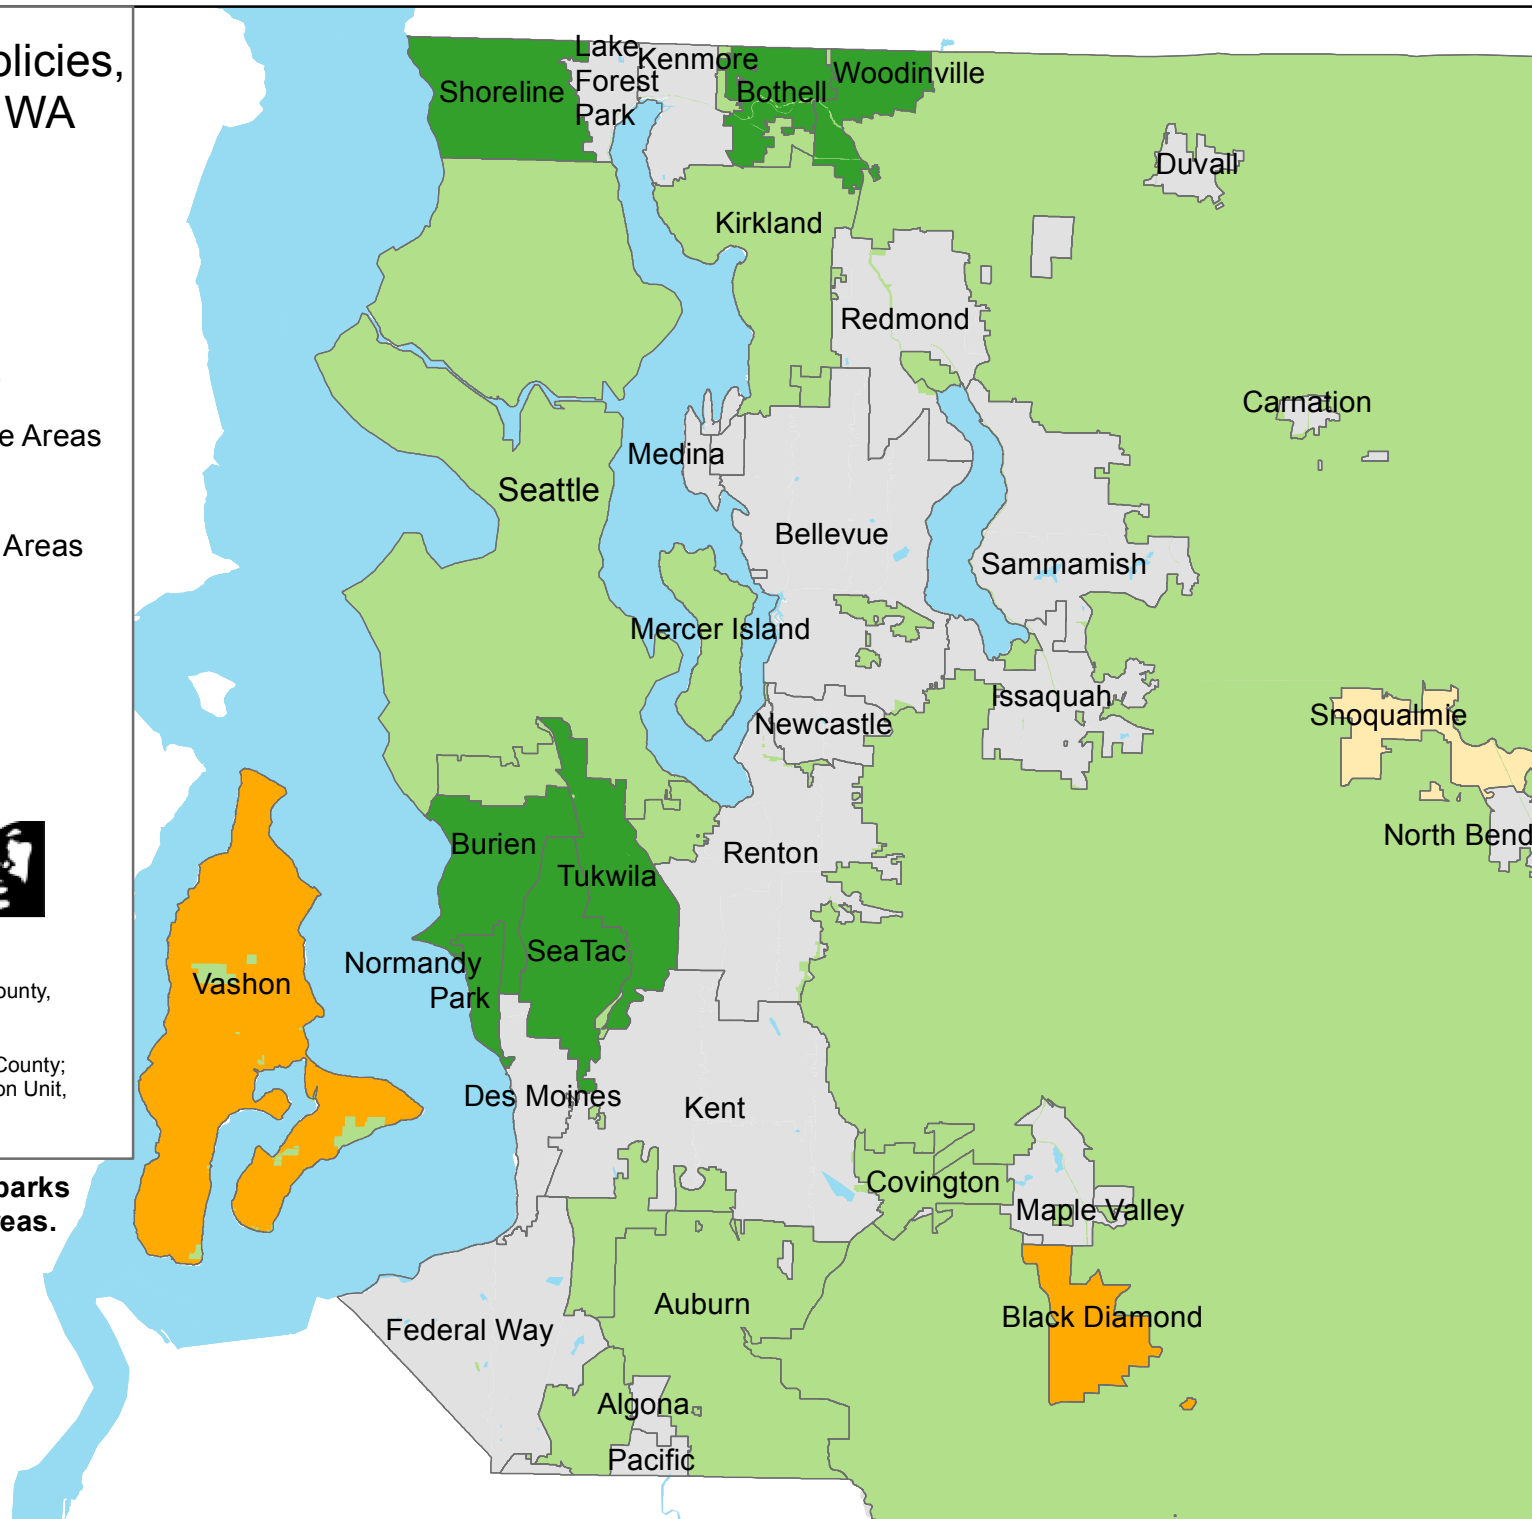 olicies,
WA
e Areas
Areas
ounty,
County;
on Unit,
parks
reas.
Lake
Forest
Park
Kenmore
Shoreline
Bothell
Woodinville
Duvall
Kirkland
Redmond
Carnation
Medina
Seattle
Bellevue
Sammamish
Mercer Island
Issaquah
Newcastle
Snoqualmie
North Bend
Burien
Renton
Tukwila
SeaTac
Normandy
Park
Vashon
Des Moines
Kent
Covington
Maple Valley
Auburn
Black Diamond
Federal Way
Algona
Pacific